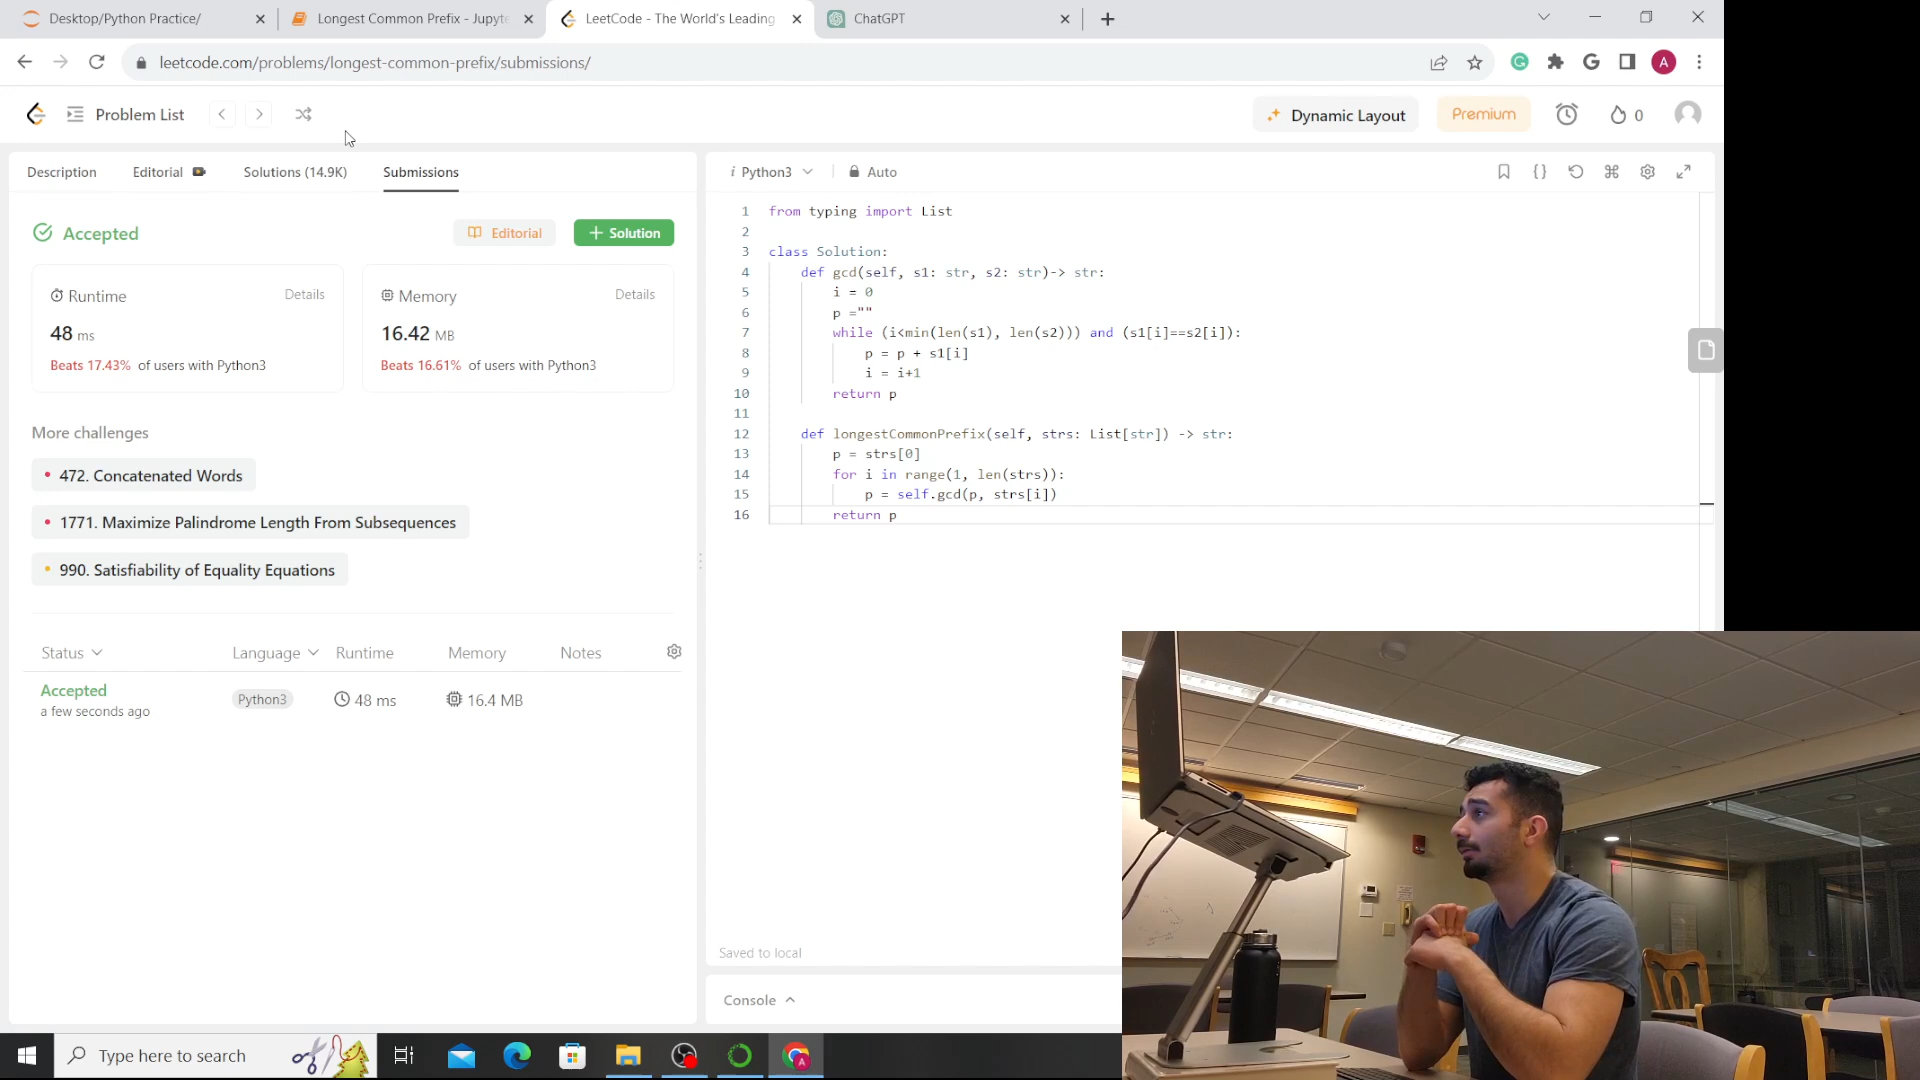 Desktop/Python Practice/
Longest Common Prefix - Jupyte
LeetCode - The World's Leading
ChatGPT
leetcode.com/problems/longest-common-prefix/submissions/
A
Problem List
Dynamic Layout
Premium
0
Description
Editorial
Solutions (14.9K)
Submissions
Accepted
Editorial
+ Solution
Runtime
Details
48 ms
Beats 17.43% of users with Python3
Memory
Details
16.42 MB
Beats 16.61% of users with Python3
More challenges
472. Concatenated Words
1771. Maximize Palindrome Length From Subsequences
990. Satisfiability of Equality Equations
Status Language Runtime Memory Notes
Accepted Python3 48 ms 16.4 MB
a few seconds ago
i Python3
Auto
{}
1 from typing import List
2
3 class Solution:
4 def gcd(self, s1: str, s2: str)-> str:
5 i = 0
6 p =""
7 while (i<min(len(s1), len(s2))) and (s1[i]==s2[i]):
8 p = p + s1[i]
9 i = i+1
10 return p
11
12 def longestCommonPrefix(self, strs: List[str]) -> str:
13 p = strs[0]
14 for i in range(1, len(strs)):
15 p = self.gcd(p, strs[i])
16 return p
Saved to local
Console
Type here to search
A